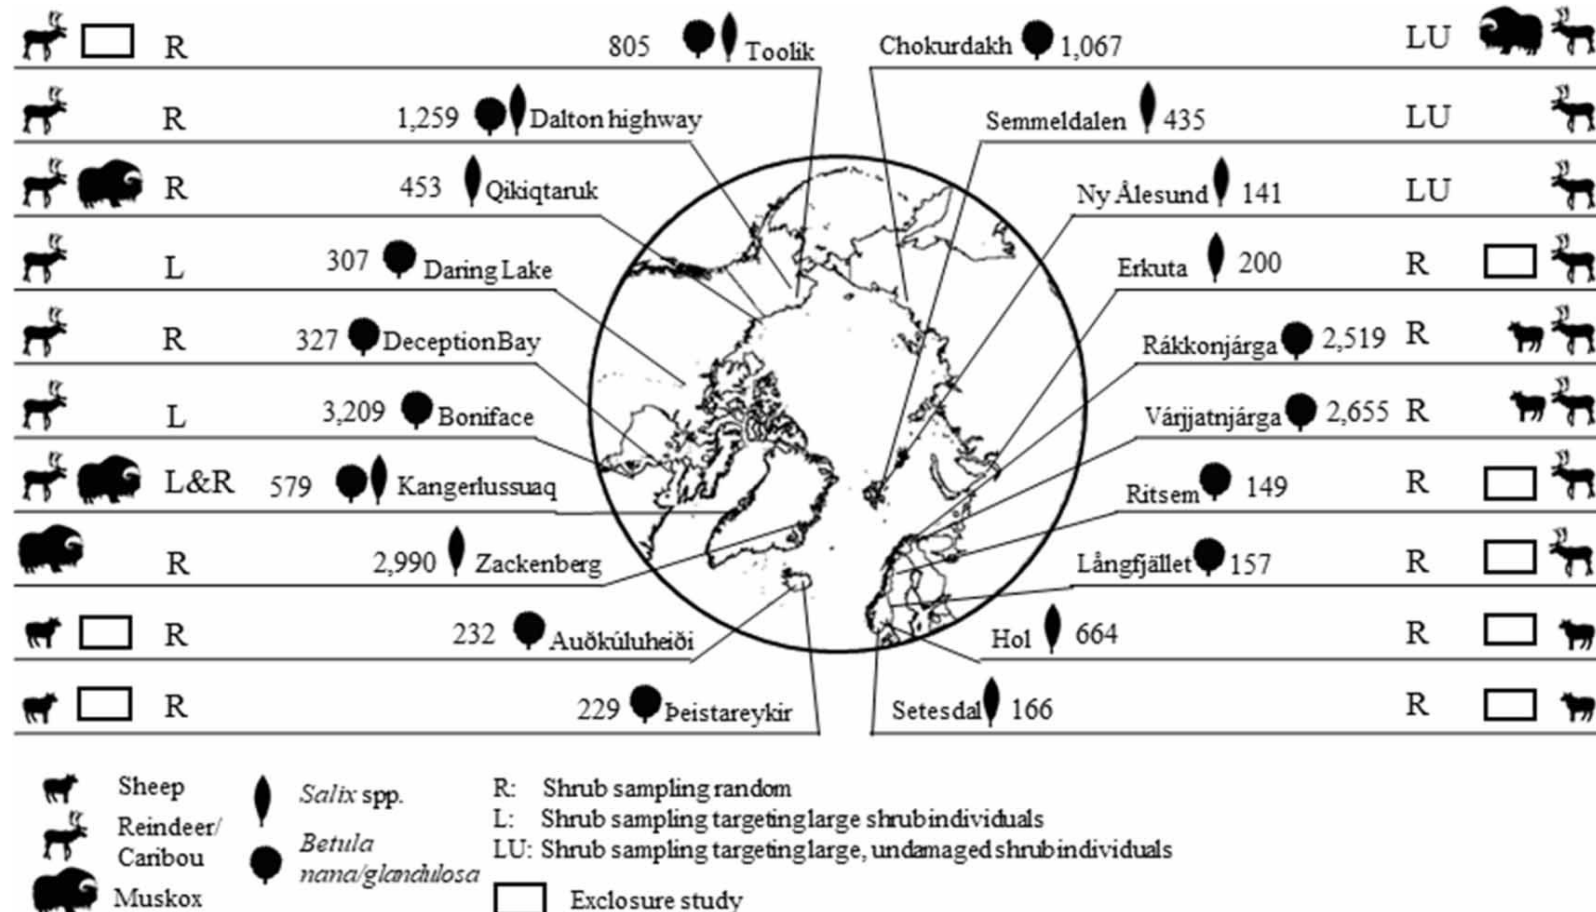 R 805 Toolik
Chokurdakh 1,067 LU
R 1,259 Dalton highway
Semmeldalen 435 LU
R 453 Qikiqtaruk
Ny Ålesund 141 LU
L 307 Daring Lake
Erkuta 200 R
R 327 Deception Bay
Rákkonjárga 2,519 R
L 3,209 Boniface
Várjjatnjárga 2,655 R
L&R 579 Kangerlussuaq
Ritsem 149 R
R 2,990 Zackenberg
Långfjället 157 R
R 232 Auðkúluheiði
Hol 664 R
R 229 Þeistareykir
Setesdal 166 R
Sheep
Reindeer/
Caribou
Muskox
Salix spp.
Betula
nana/glandulosa
R: Shrub sampling random
L: Shrub sampling targeting large shrub individuals
LU: Shrub sampling targeting large, undamaged shrub individuals
Exclosure study